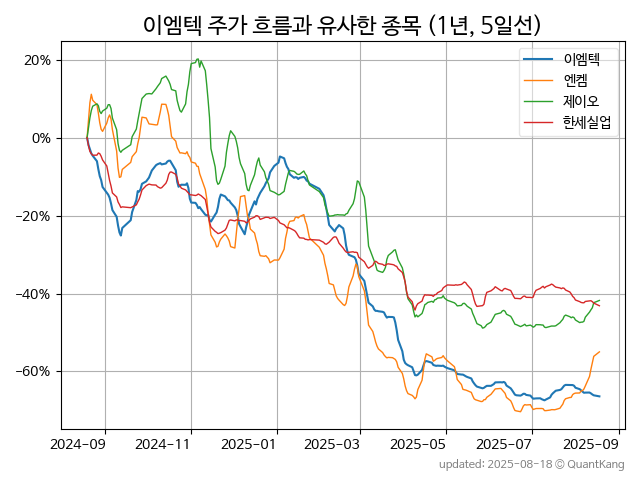 이엠텍 주가 흐름과 유사한 종목 (1년, 5일선)
이엠텍
엔켐
제이오
한세실업
20%
0%
−20%
−40%
−60%
2024-09 2024-11 2025-01 2025-03 2025-05 2025-07 2025-09
updated: 2025-08-18 © QuantKang